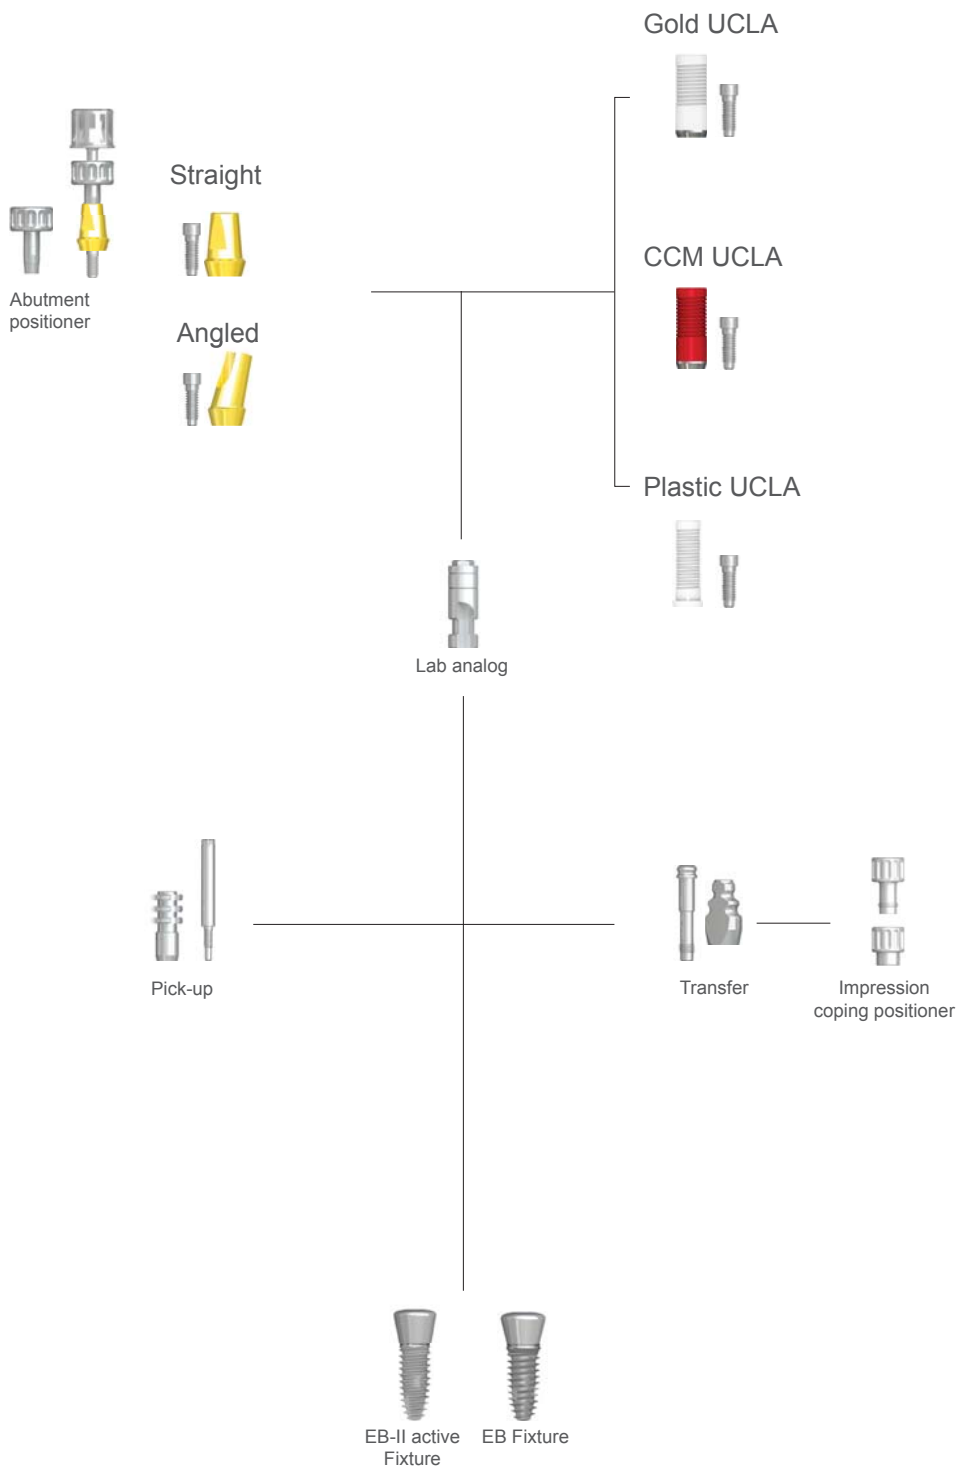 Gold UCLA
Straight
CCM UCLA
Abutment
positioner
Angled
Plastic UCLA
Lab analog
Pick-up
Transfer
Impression
coping positioner
EB-II active
Fixture
EB Fixture